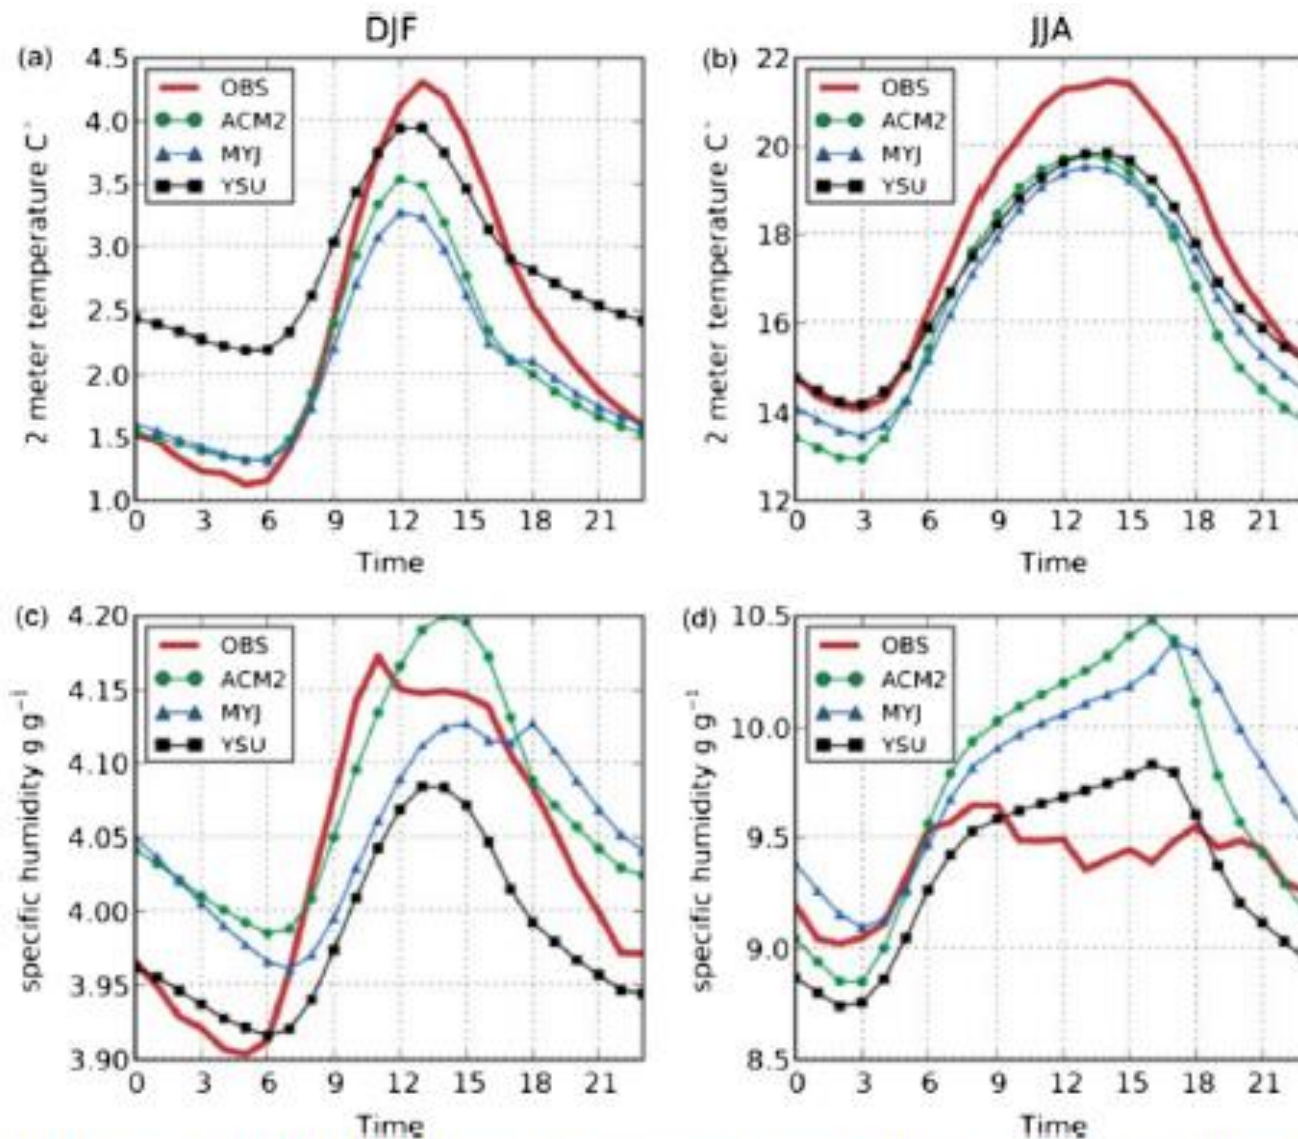 DJF
JJA
(a)
4.5
4.0
3.5
3.0
2.5
2.0
1.5
1.0
2 meter temperature C°
OBS
ACM2
MYJ
YSU
0 3 6 9 12 15 18 21
Time
(b)
22
20
18
16
14
12
2 meter temperature C°
OBS
ACM2
MYJ
YSU
0 3 6 9 12 15 18 21
Time
(c)
4.20
4.15
4.10
4.05
4.00
3.95
3.90
specific humidity g g⁻¹
OBS
ACM2
MYJ
YSU
0 3 6 9 12 15 18 21
Time
(d)
10.5
10.0
9.5
9.0
8.5
specific humidity g g⁻¹
OBS
ACM2
MYJ
YSU
0 3 6 9 12 15 18 21
Time